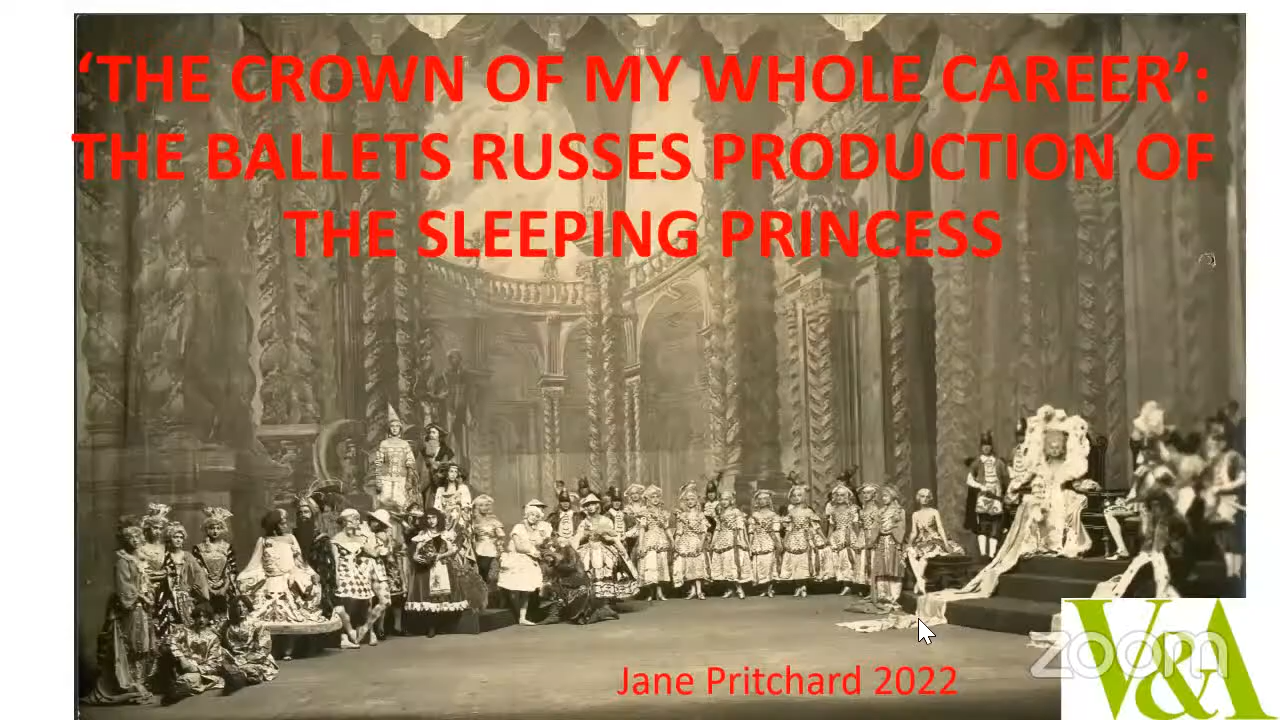 ‘THE CROWN OF MY WHOLE CAREER’:
THE BALLETS RUSSES PRODUCTION OF
THE SLEEPING PRINCESS
Jane Pritchard 2022
zoom
V&A